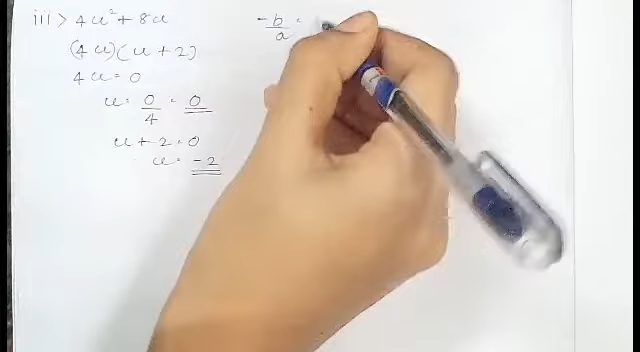 iii> 4u² + 8u
(4u)(u + 2)
4u = 0
u = 0/4 = 0
u + 2 = 0
u = -2
-b/a =